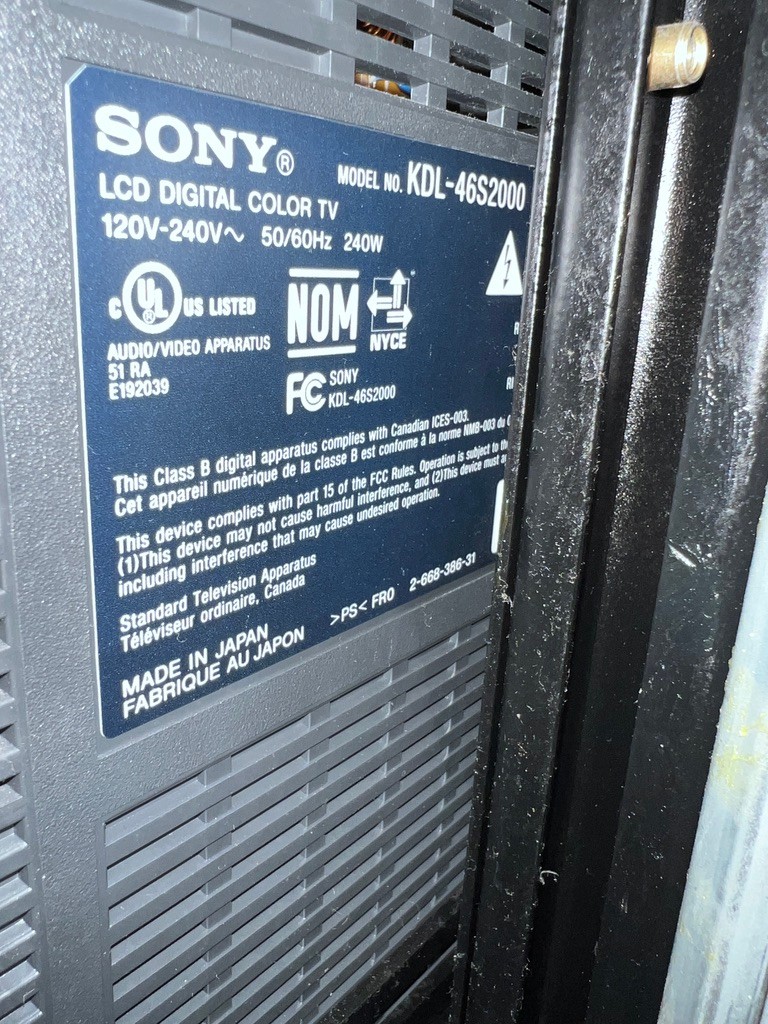 SONY®
MODEL NO. KDL-46S2000
LCD DIGITAL COLOR TV
120V-240V~ 50/60Hz 240W
C UL US LISTED
®
NOM
NYCE
AUDIO/VIDEO APPARATUS
51 RA
E192039
FC SONY
KDL-46S2000
This Class B digital apparatus complies with Canadian ICES-003.
Cet appareil numérique de la classe B est conforme à la norme NMB-003 du
This device complies with part 15 of the FCC Rules. Operation is subject to the
(1)This device may not cause harmful interference, and (2)This device must
including interference that may cause undesired operation.
Standard Television Apparatus
Téléviseur ordinaire, Canada
>PS< FR0 2-668-386-31
MADE IN JAPAN
FABRIQUE AU JAPON